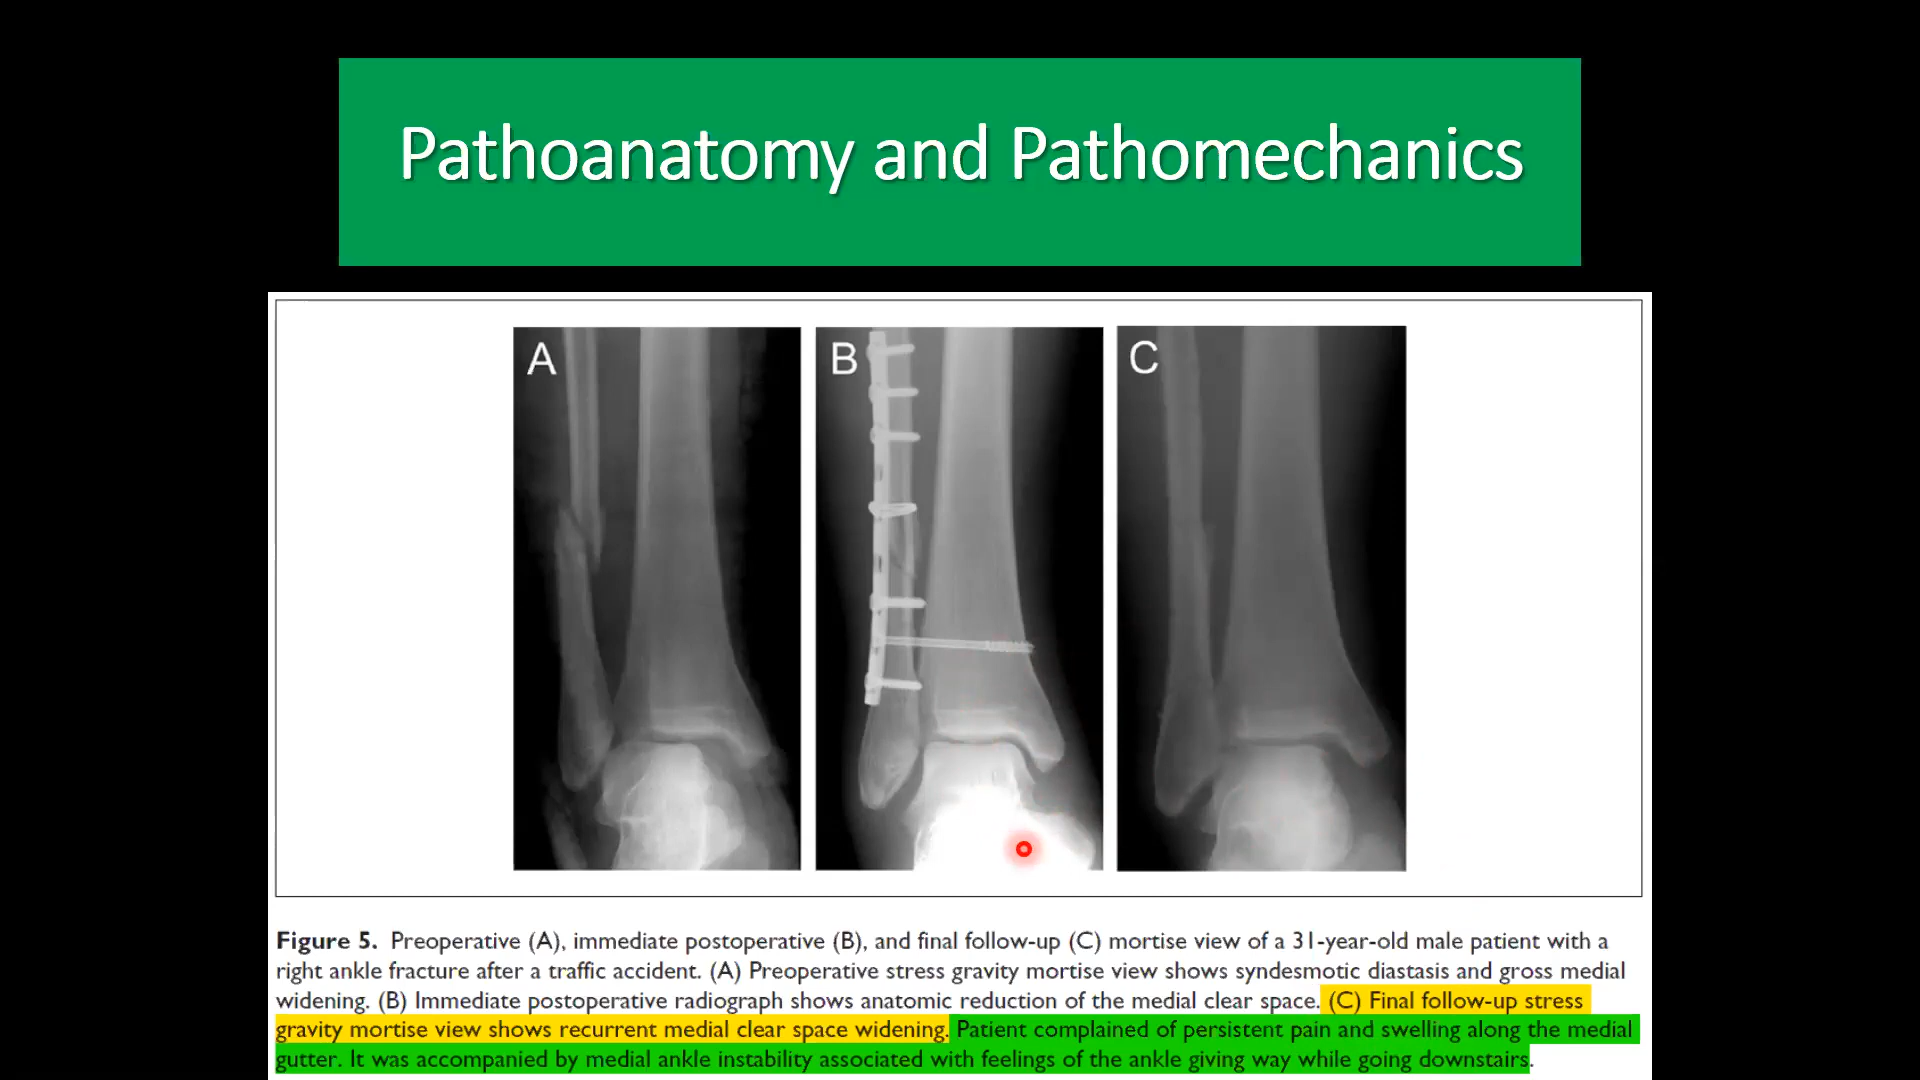 Pathoanatomy and Pathomechanics
A
B
C
Figure 5. Preoperative (A), immediate postoperative (B), and final follow-up (C) mortise view of a 31-year-old male patient with a
right ankle fracture after a traffic accident. (A) Preoperative stress gravity mortise view shows syndesmotic diastasis and gross medial
widening. (B) Immediate postoperative radiograph shows anatomic reduction of the medial clear space. (C) Final follow-up stress
gravity mortise view shows recurrent medial clear space widening. Patient complained of persistent pain and swelling along the medial
gutter. It was accompanied by medial ankle instability associated with feelings of the ankle giving way while going downstairs.